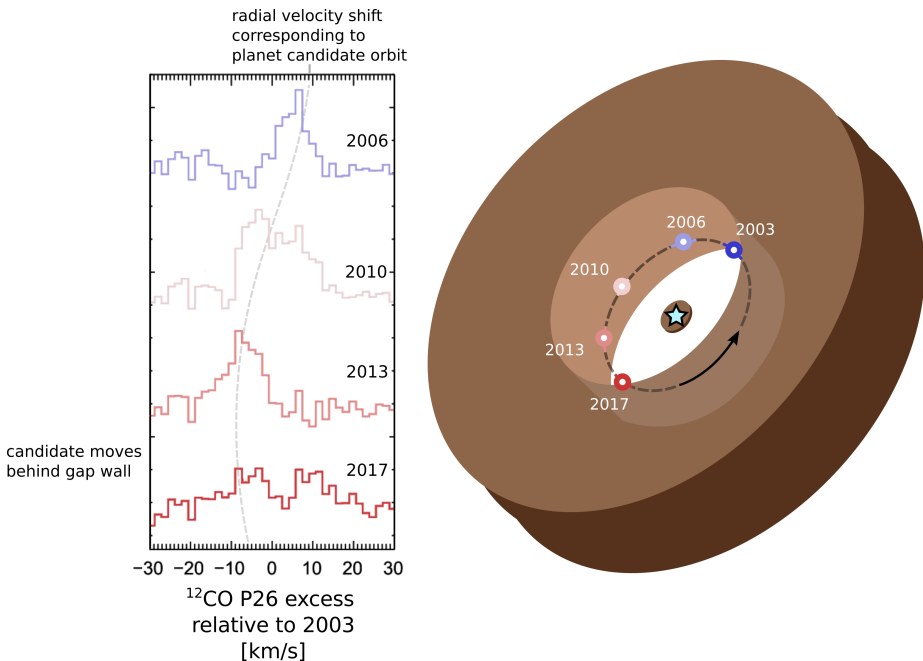 radial velocity shift
corresponding to
planet candidate orbit
2006
2010
2013
2017
candidate moves
behind gap wall
−30 −20 −10 0 10 20 30
¹²CO P26 excess
relative to 2003
[km/s]
2006
2003
2010
2013
2017